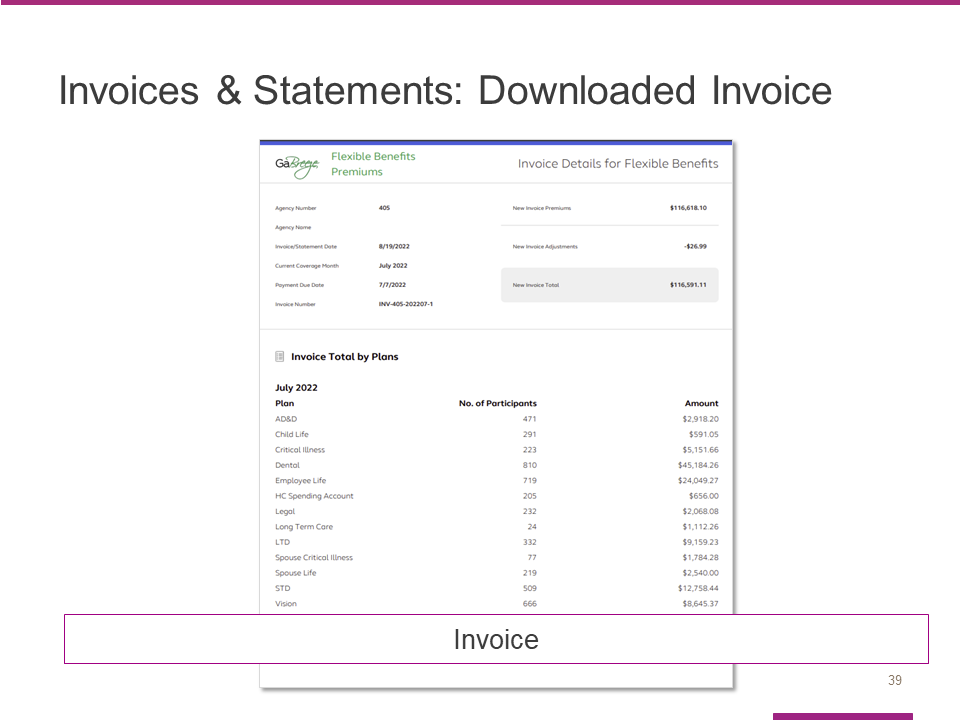 Invoices & Statements: Downloaded Invoice
GaBreeze
Flexible Benefits
Premiums
Invoice Details for Flexible Benefits
Agency Number 405 New Invoice Premiums $116,618.10
Agency Name
Invoice/Statement Date 8/19/2022 New Invoice Adjustments -$26.99
Current Coverage Month July 2022
Payment Due Date 7/7/2022 New Invoice Total $116,591.11
Invoice Number INV-405-202207-1
Invoice Total by Plans
July 2022
Plan No. of Participants Amount
AD&D 471 $2,918.20
Child Life 291 $591.05
Critical Illness 223 $5,151.66
Dental 810 $45,184.26
Employee Life 719 $24,049.27
HC Spending Account 205 $656.00
Legal 232 $2,068.08
Long Term Care 24 $1,112.26
LTD 332 $9,159.23
Spouse Critical Illness 77 $1,784.28
Spouse Life 219 $2,540.00
STD 509 $12,758.44
Vision 666 $8,645.37
Invoice
39